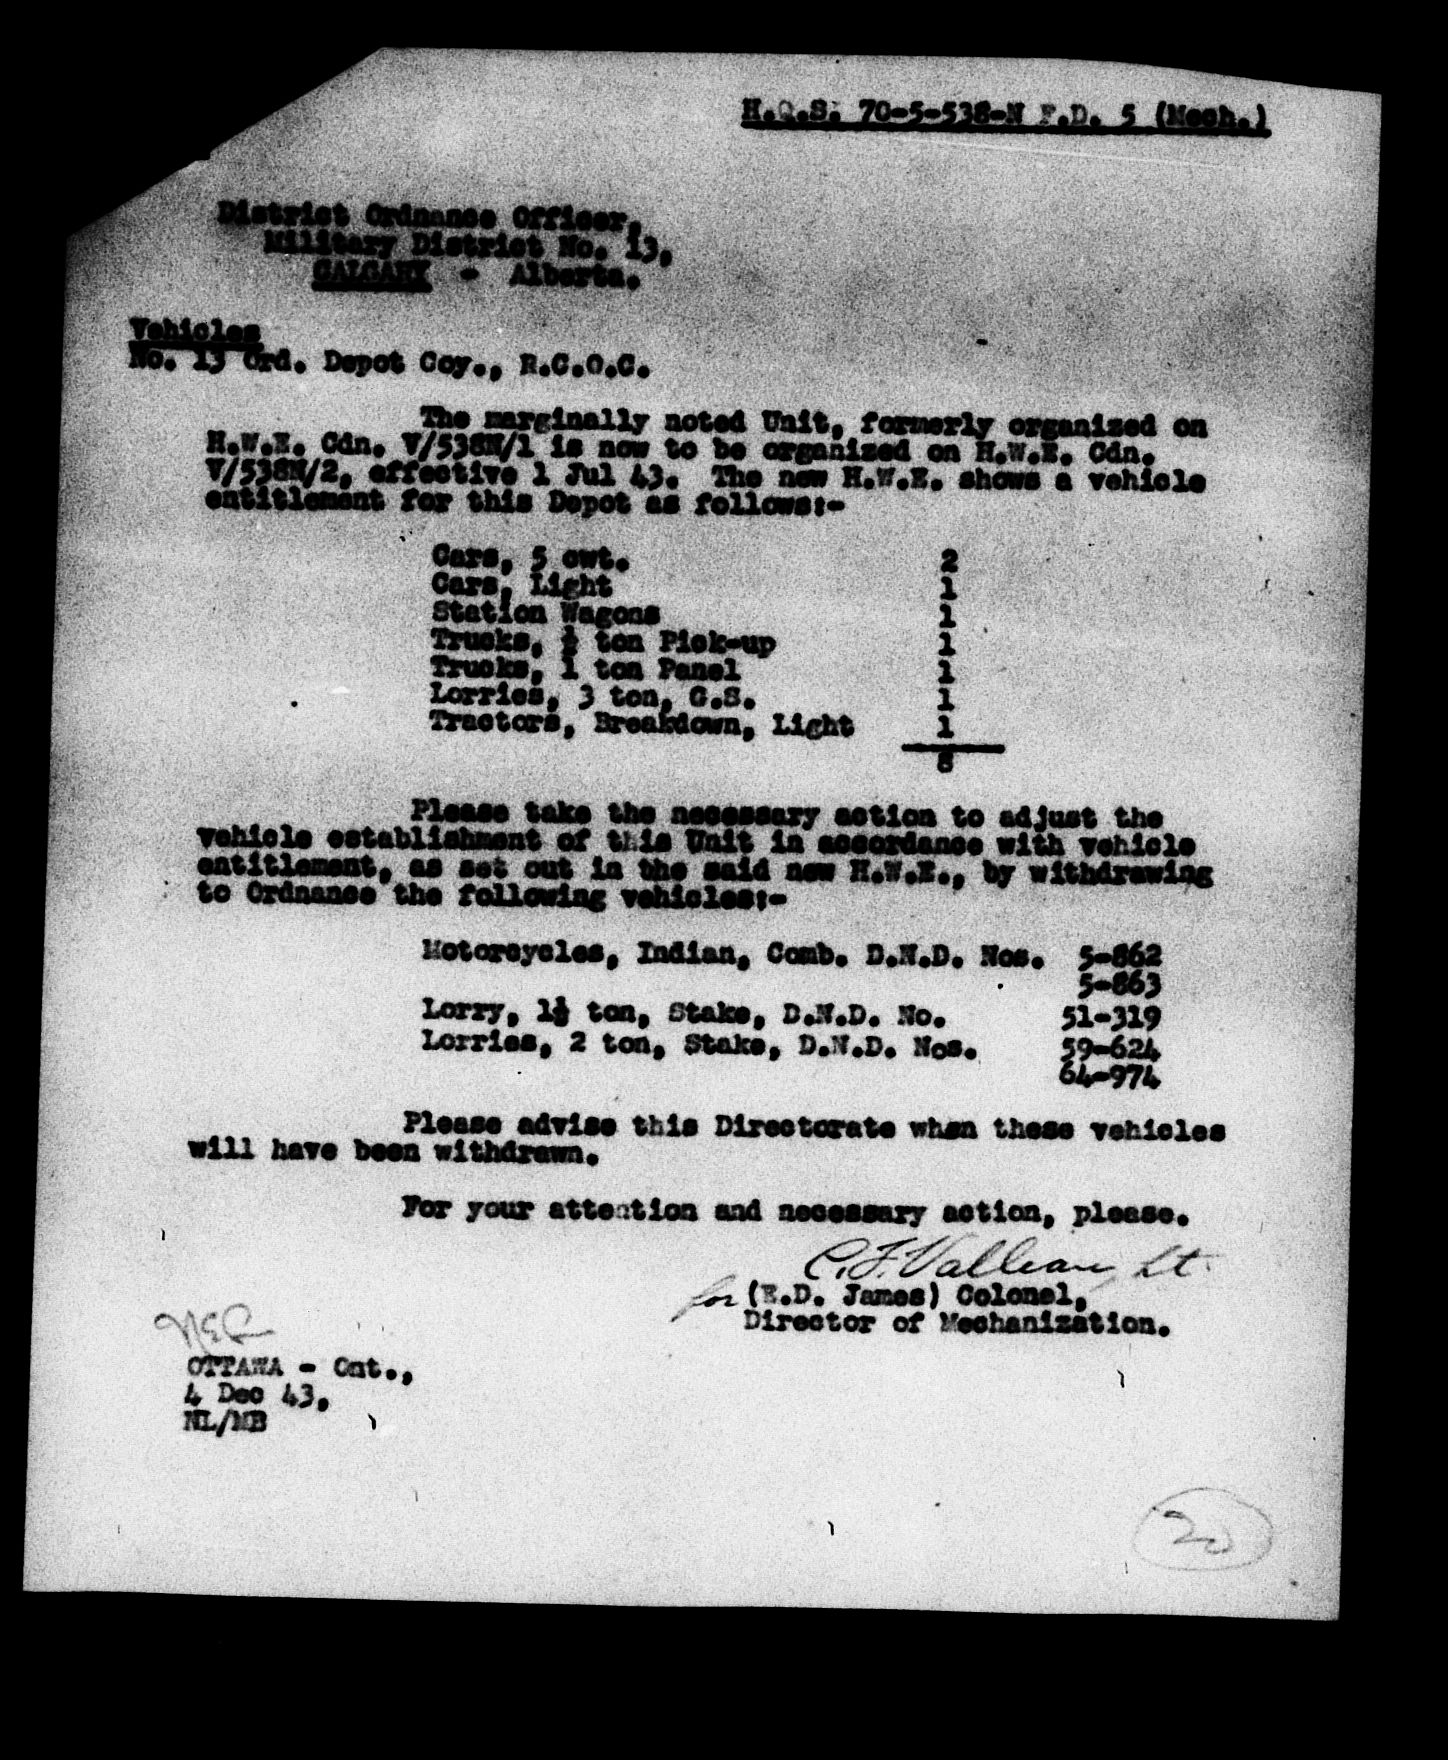 H.Q.S. 70-5-538-N F.D. 5 (Mech.)
District Ordnance Officer,
Military District No. 13,
CALGARY - Alberta.
Vehicles
No. 13 Ord. Depot Coy., R.C.O.C.
The marginally noted Unit, formerly organized on
H.W.E. Cdn. V/538N/1 is now to be organized on H.W.E. Cdn.
V/538N/2, effective 1 Jul 43. The new H.W.E. shows a vehicle
entitlement for this Depot as follows:-
Cars, 5 cwt. 2
Cars, Light 1
Station Wagons 1
Trucks, ½ ton Pick-up 1
Trucks, 1 ton Panel 1
Lorries, 3 ton, G.S. 1
Tractors, Breakdown, Light 1
8
Please take the necessary action to adjust the
vehicle establishment of this Unit in accordance with vehicle
entitlement, as set out in the said new H.W.E., by withdrawing
to Ordnance the following vehicles:-
Motorcycles, Indian, Comb. D.N.D. Nos. 5-862
5-863
Lorry, 1½ ton, Stake, D.N.D. No. 51-319
Lorries, 2 ton, Stake, D.N.D. Nos. 59-624
64-974
Please advise this Directorate when these vehicles
will have been withdrawn.
For your attention and necessary action, please.
C.F. Valleau, Lt.
for (E.D. James) Colonel,
Director of Mechanization.
OTTAWA - Ont.,
4 Dec 43,
NL/MB
20